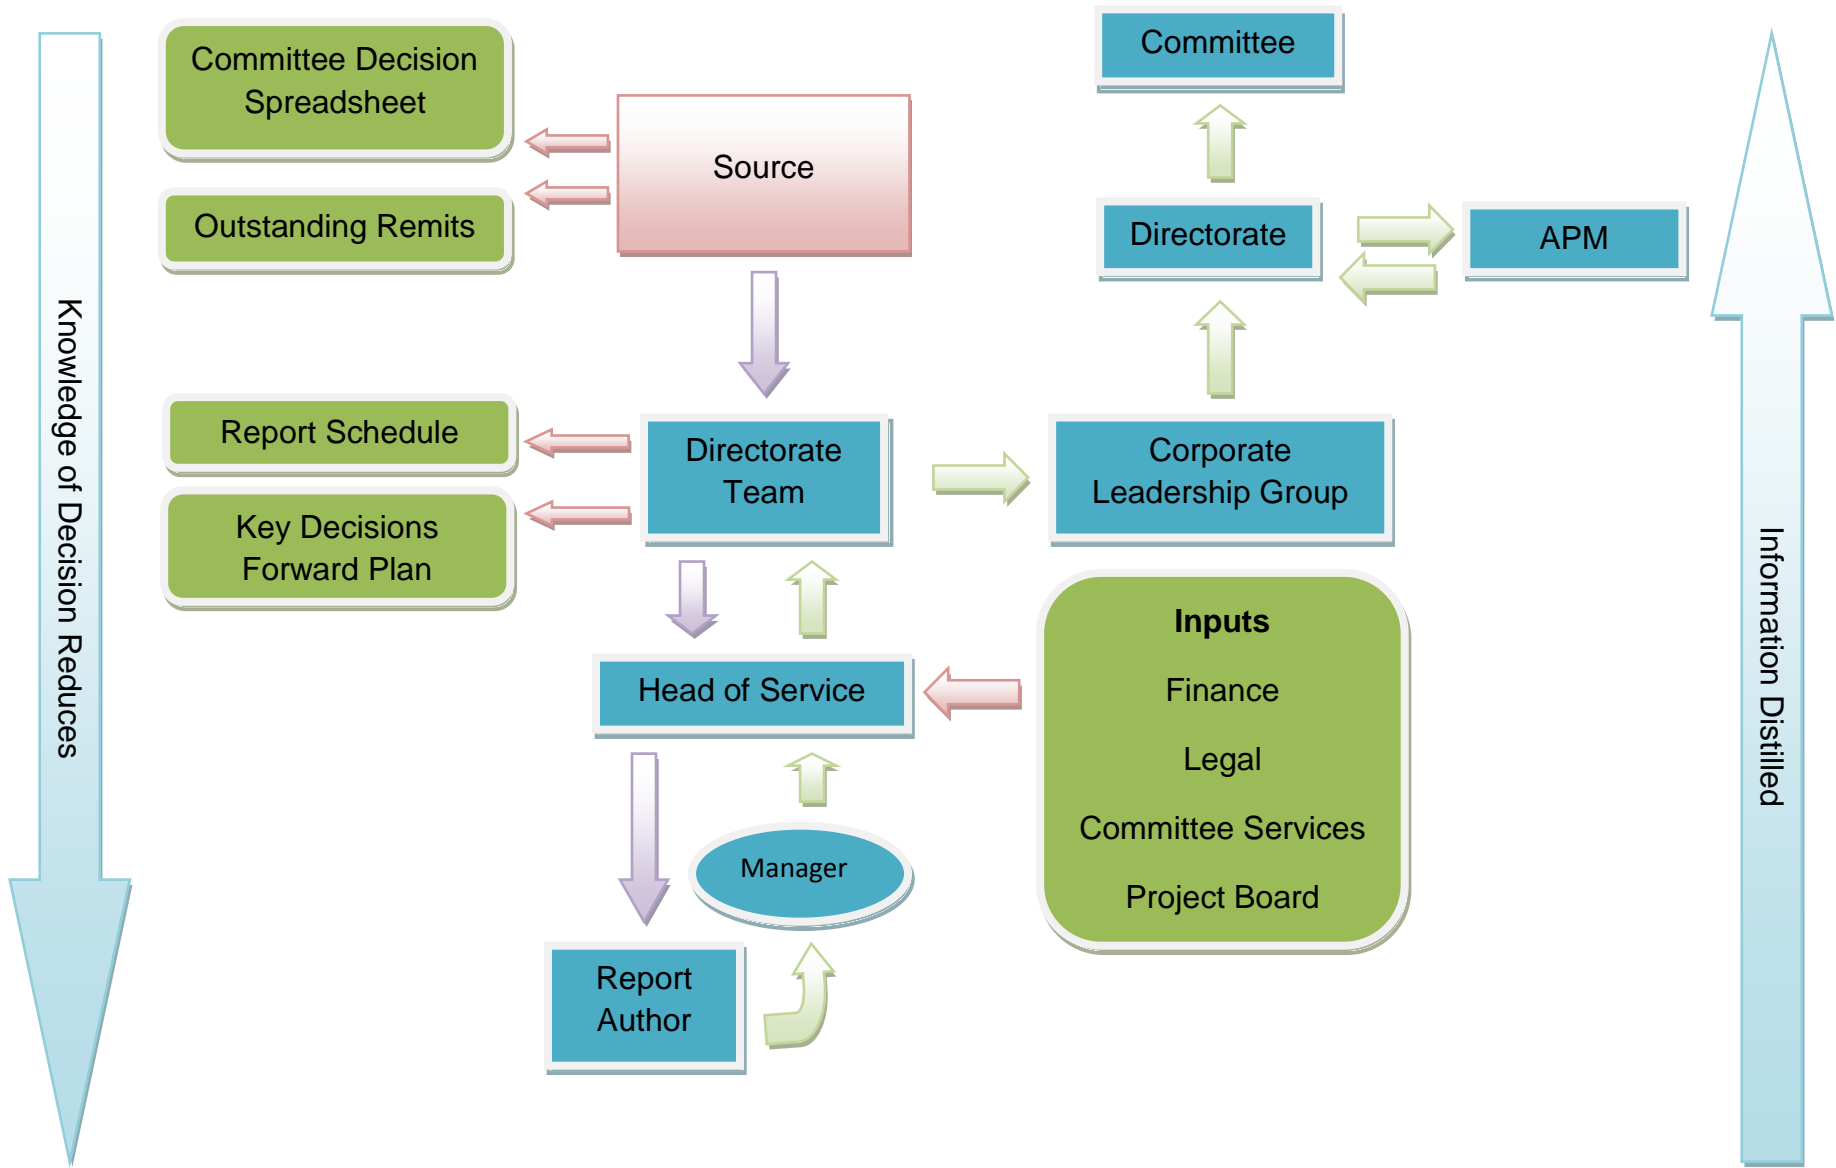 Committee Decision
Spreadsheet
Outstanding Remits
Source
Committee
Directorate
APM
Knowledge of Decision Reduces
Report Schedule
Key Decisions
Forward Plan
Directorate
Team
Corporate
Leadership Group
Head of Service
Inputs
Finance
Legal
Committee Services
Project Board
Manager
Report
Author
Information Distilled